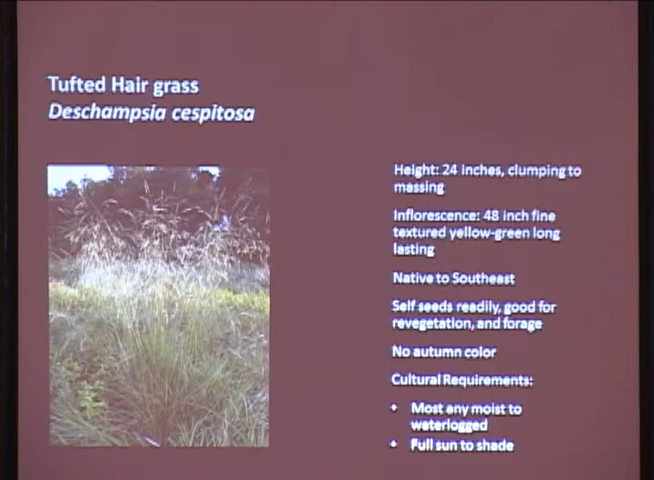 Tufted Hair grass
Deschampsia cespitosa
Height: 24 inches, clumping to
massing
Inflorescence: 48 inch fine
textured yellow-green long
lasting
Native to Southeast
Self seeds readily, good for
revegetation, and forage
No autumn color
Cultural Requirements:
• Most any moist to
waterlogged
• Full sun to shade